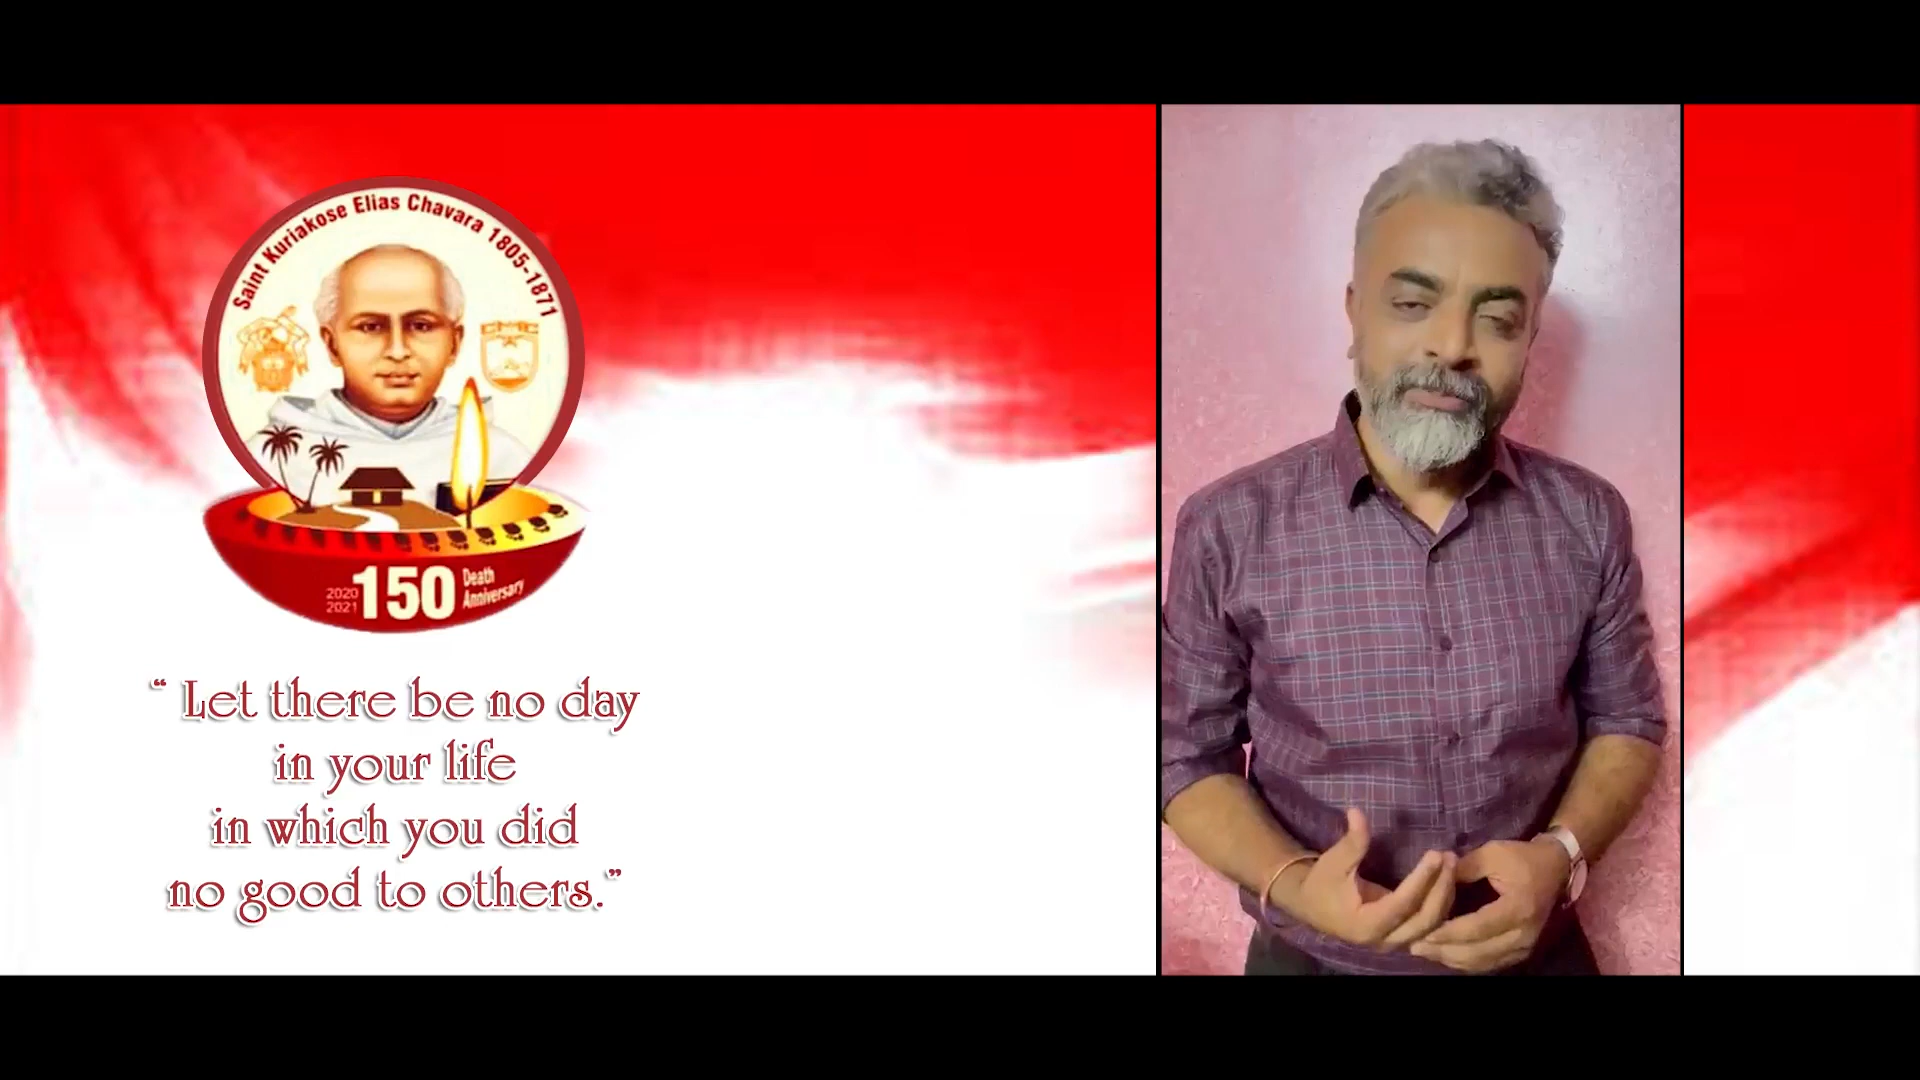 Saint Kuriakose Elias Chavara 1805-1871
2020
2021
150
Death
Anniversary
“ Let there be no day
in your life
in which you did
no good to others.”